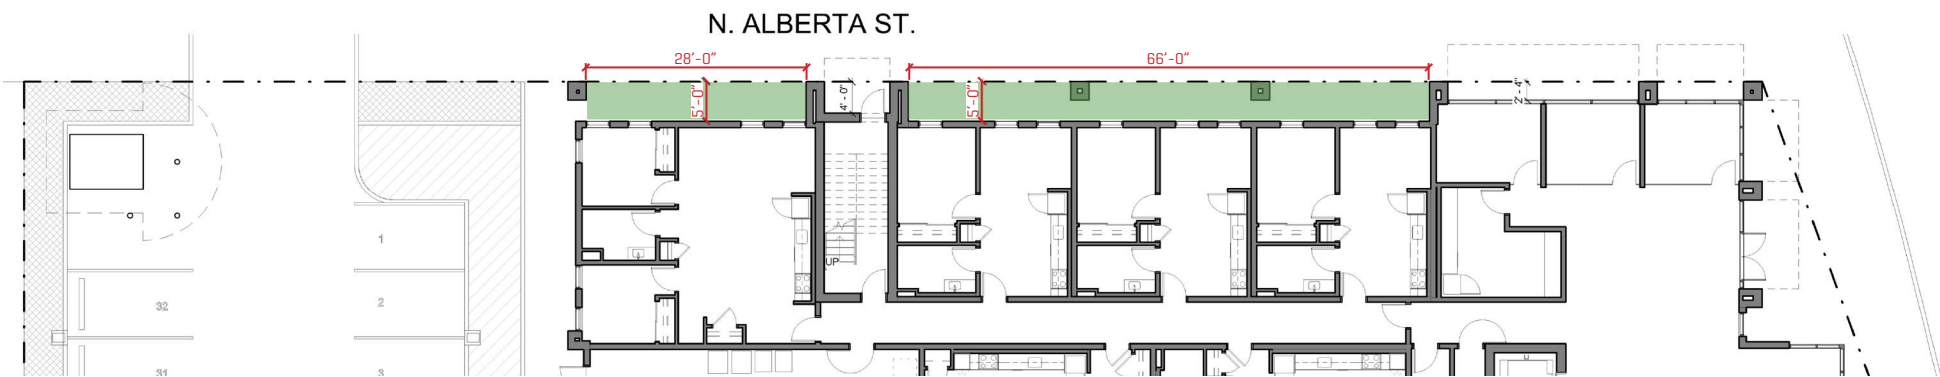 N. ALBERTA ST.
28'-0"
66'-0"
5'-0"
4' - 0"
5'-0"
2' - 4"
1
UP
32
2
31
3